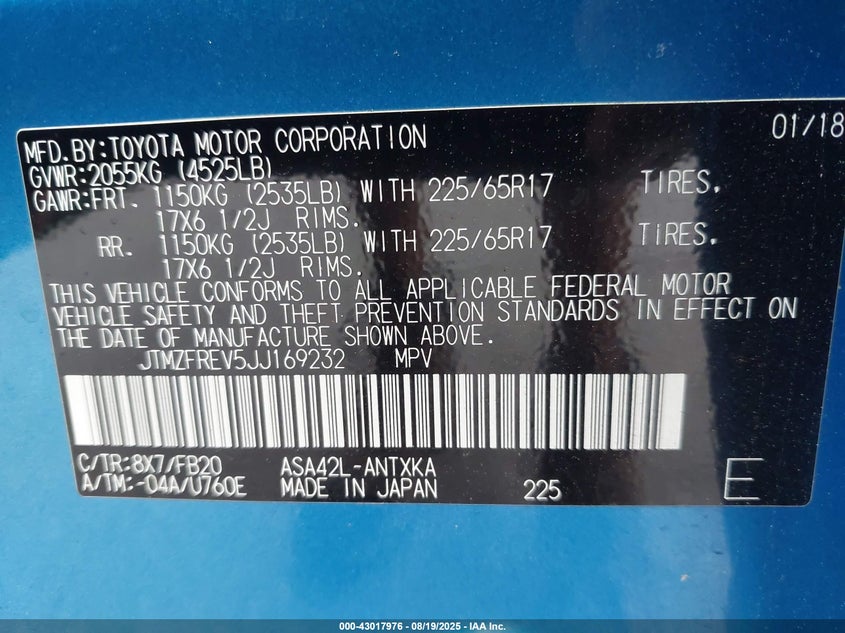 MFD.BY:TOYOTA MOTOR CORPORATION 01/18
GVWR:2055KG (4525LB)
GAWR:FRT. 1150KG (2535LB) WITH 225/65R17 TIRES.
17X6 1/2J RIMS.
RR. 1150KG (2535LB) WITH 225/65R17 TIRES.
17X6 1/2J RIMS.
THIS VEHICLE CONFORMS TO ALL APPLICABLE FEDERAL MOTOR
VEHICLE SAFETY AND THEFT PREVENTION STANDARDS IN EFFECT ON
THE DATE OF MANUFACTURE SHOWN ABOVE.
JTMZFREV5JJ169232 MPV
C/TR:8X7/FB20 ASA42L-ANTXKA
A/TM:-04A/U760E MADE IN JAPAN 225 E
000-43017976 - 08/19/2025 - IAA Inc.